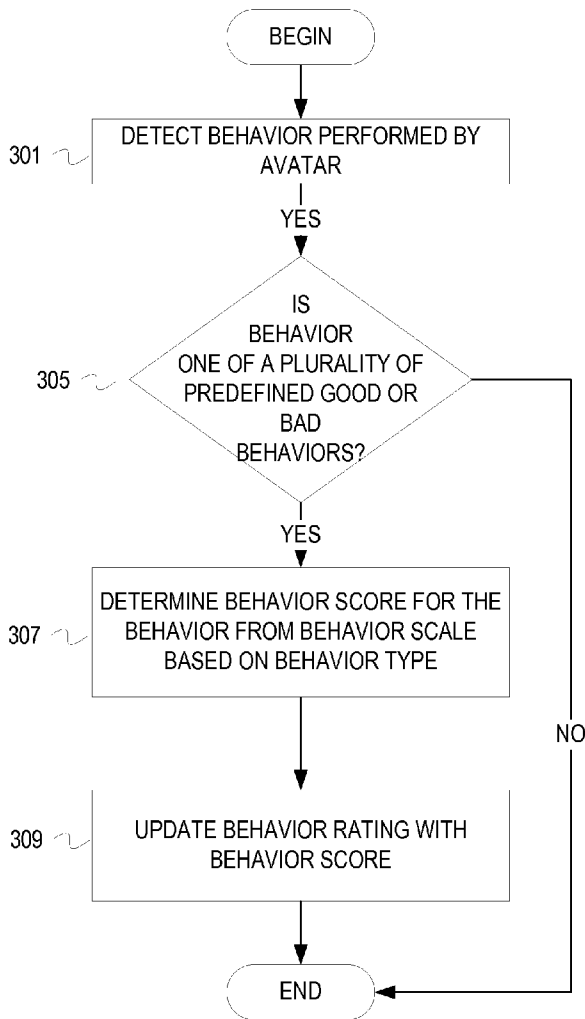 BEGIN
301
DETECT BEHAVIOR PERFORMED BY
AVATAR
YES
305
IS
BEHAVIOR
ONE OF A PLURALITY OF
PREDEFINED GOOD OR
BAD
BEHAVIORS?
YES
307
DETERMINE BEHAVIOR SCORE FOR THE
BEHAVIOR FROM BEHAVIOR SCALE
BASED ON BEHAVIOR TYPE
NO
309
UPDATE BEHAVIOR RATING WITH
BEHAVIOR SCORE
END